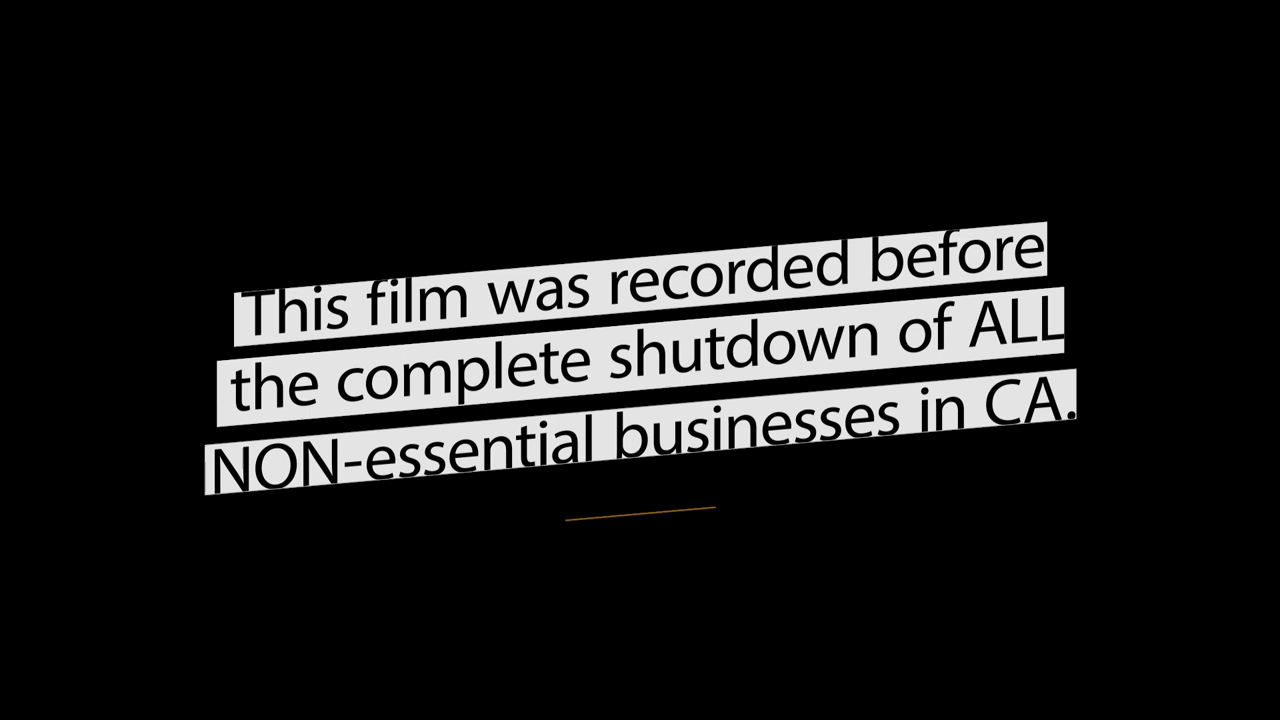 This film was recorded before
the complete shutdown of ALL
NON-essential businesses in CA.